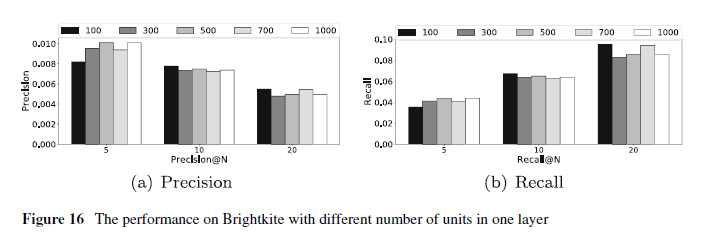 100 300 500 700 1000
0.010
0.008
0.006
0.004
0.002
0.000
Precision
5 10 20
Precision@N
(a) Precision
100 300 500 700 1000
0.10
0.08
0.06
0.04
0.02
0.00
Recall
5 10 20
Recall@N
(b) Recall
Figure 16 The performance on Brightkite with different number of units in one layer